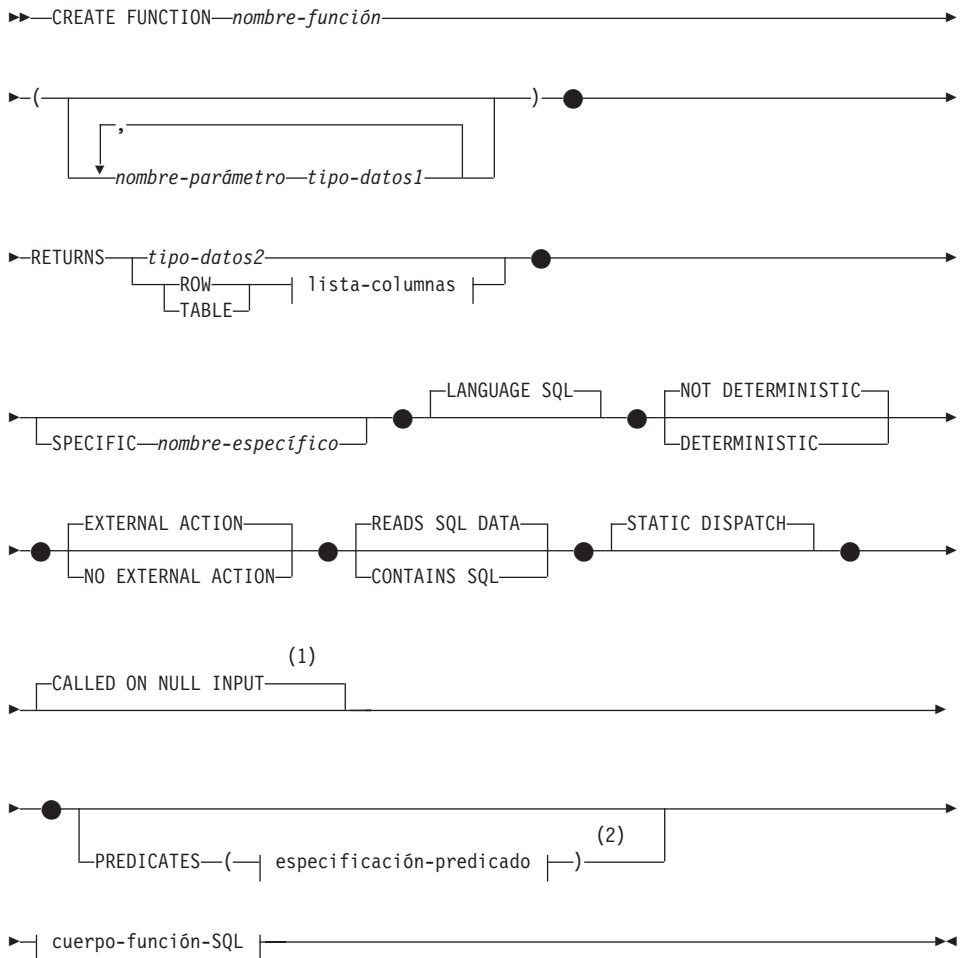 CREATE FUNCTION nombre-función
( ) 
,
nombre-parámetro tipo-datos1
RETURNS tipo-datos2
ROW lista-columnas
TABLE
LANGUAGE SQL NOT DETERMINISTIC
SPECIFIC nombre-específico DETERMINISTIC
EXTERNAL ACTION READS SQL DATA STATIC DISPATCH
NO EXTERNAL ACTION CONTAINS SQL
(1)
CALLED ON NULL INPUT
(2)
PREDICATES ( especificación-predicado )
cuerpo-función-SQL